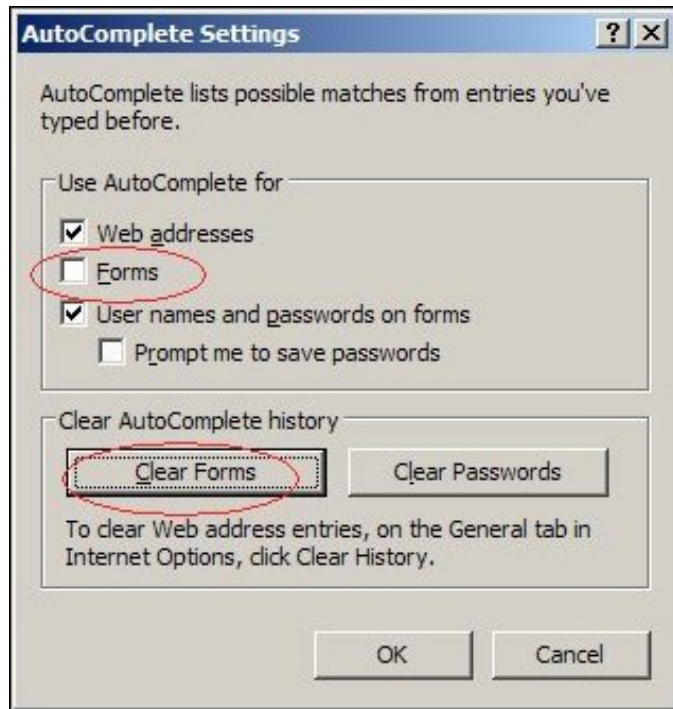 AutoComplete Settings
?
AutoComplete lists possible matches from entries you've
typed before.
Use AutoComplete for
Web addresses
Forms
User names and passwords on forms
Prompt me to save passwords
Clear AutoComplete history
Clear Forms
Clear Passwords
To clear Web address entries, on the General tab in
Internet Options, click Clear History.
OK
Cancel